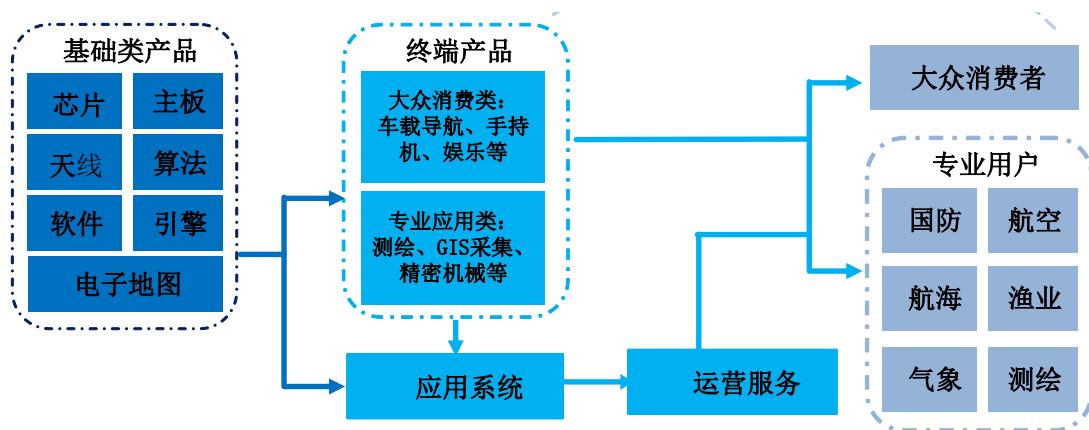 基础类产品
芯片
主板
天线
算法
软件
引擎
电子地图
终端产品
大众消费类：
车载导航、手持
机、娱乐等
专业应用类：
测绘、GIS采集、
精密机械等
应用系统
运营服务
大众消费者
专业用户
国防
航空
航海
渔业
气象
测绘